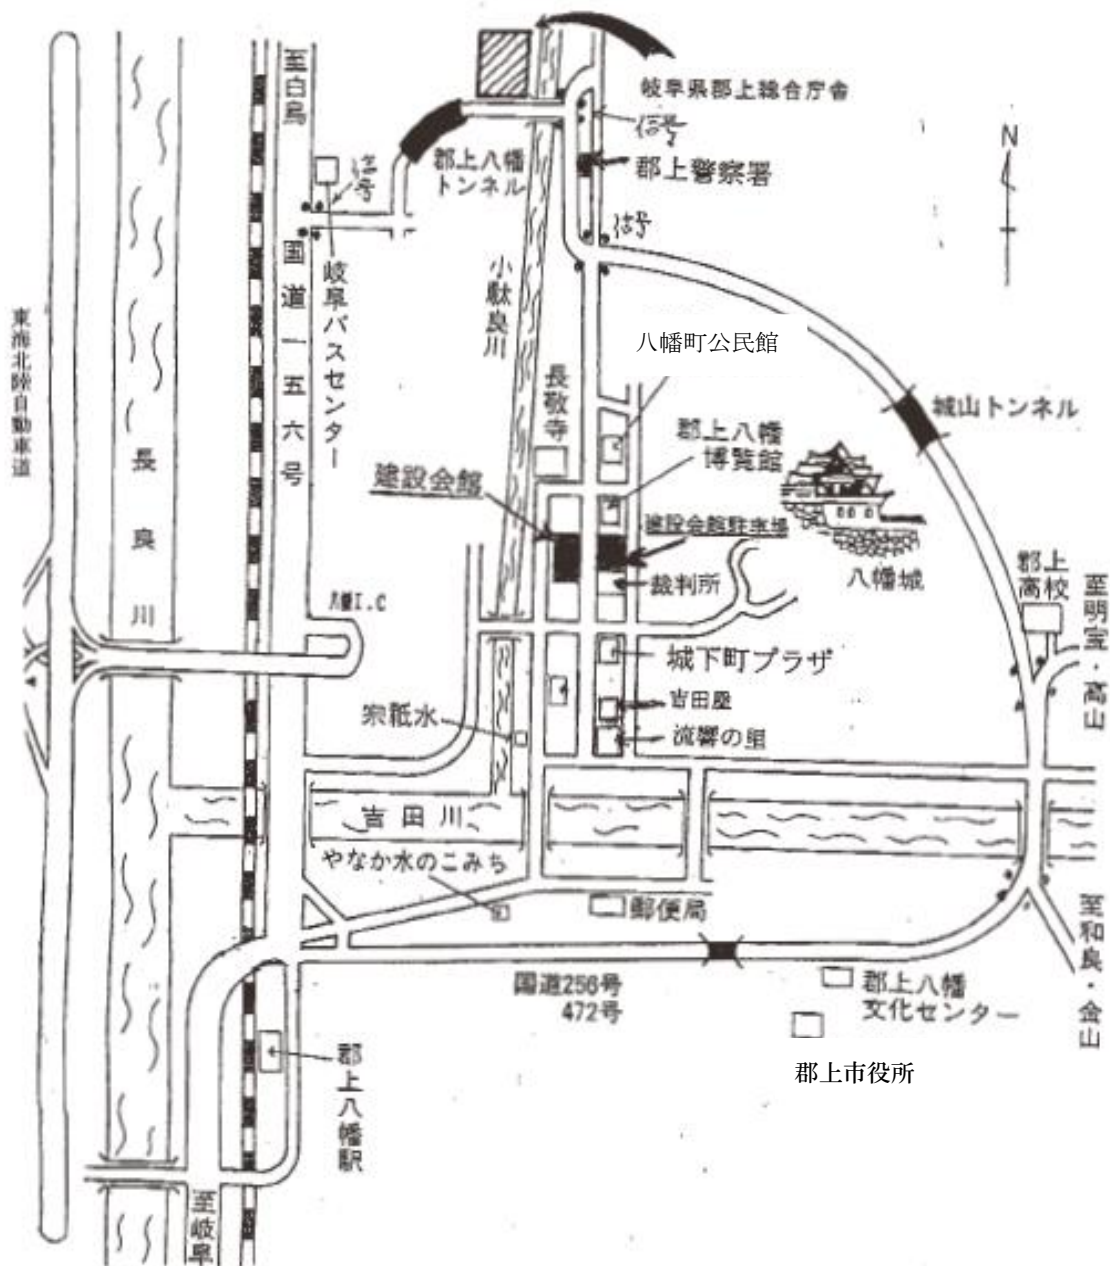 至白鳥
岐阜県郡上総合庁舎
信号
郡上警察署
郡上八幡
トンネル
信号
信号
N
国道一五六号
岐阜バスセンター
小駄良川
東海北陸自動車道
八幡町公民館
長敬寺
城山トンネル
郡上八幡
博覧館
長良川
建設会館
建設会館駐車場
裁判所
八幡城
郡上
高校
至明宝・高山
八幡I.C
城下町プラザ
吉田屋
宗祇水
流響の里
吉田川
やなか水のこみち
郵便局
至和良・金山
国道256号
472号
郡上八幡
文化センター
郡上市役所
郡上八幡駅
至岐阜